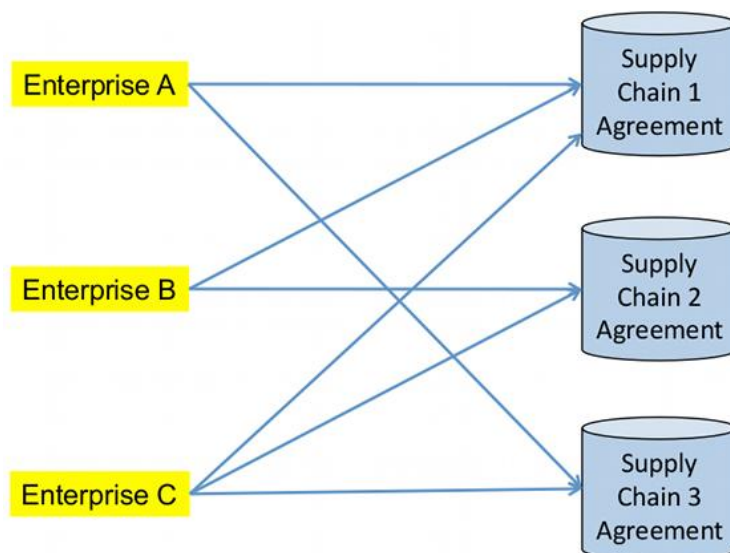 Enterprise A
Supply
Chain 1
Agreement
Enterprise B
Supply
Chain 2
Agreement
Enterprise C
Supply
Chain 3
Agreement